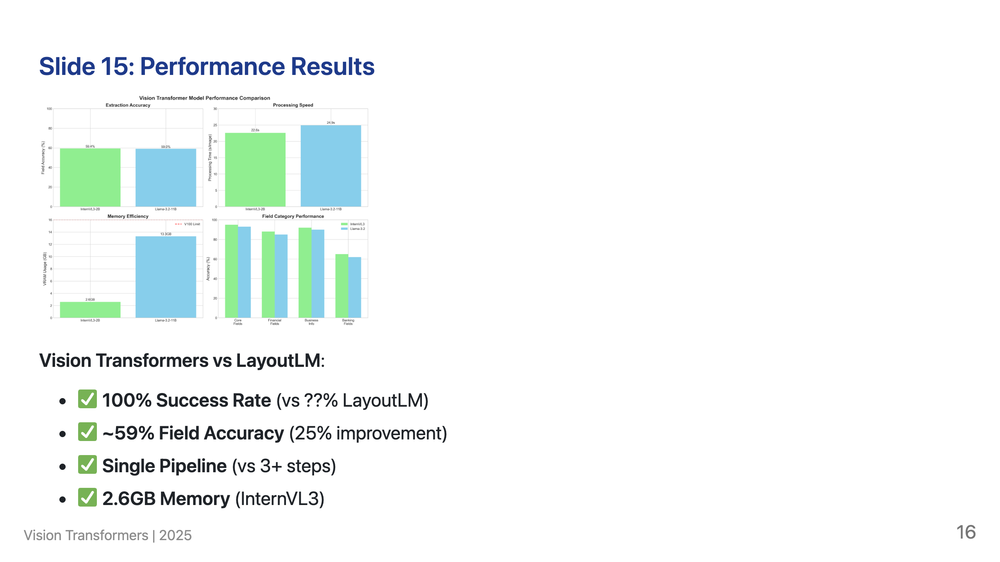 Slide 15: Performance Results
Vision Transformer Model Performance Comparison
Extraction Accuracy
Field Accuracy (%)
100
80
60
40
20
0
59.4%
59.0%
InternVL3-2B
Llama-3.2-11B
Processing Speed
Processing Time (s/image)
30
25
20
15
10
5
0
22.6s
24.9s
InternVL3-2B
Llama-3.2-11B
Memory Efficiency
VRAM Usage (GB)
16
14
12
10
8
6
4
2
0
V100 Limit
2.6GB
13.3GB
InternVL3-2B
Llama-3.2-11B
Field Category Performance
Accuracy (%)
100
80
60
40
20
0
InternVL3
Llama-3.2
Core
Fields
Financial
Fields
Business
Info
Banking
Fields
Vision Transformers vs LayoutLM:
• ✅ 100% Success Rate (vs ??% LayoutLM)
• ✅ ~59% Field Accuracy (25% improvement)
• ✅ Single Pipeline (vs 3+ steps)
• ✅ 2.6GB Memory (InternVL3)
Vision Transformers | 2025
16